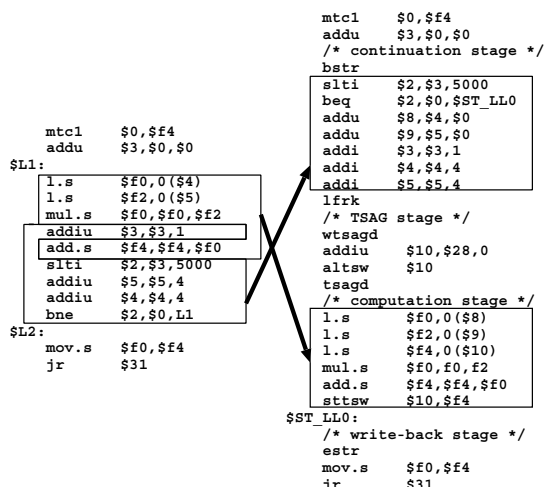 mtc1 $0,$f4
addu $3,$0,$0
$L1:
l.s $f0,0($4)
l.s $f2,0($5)
mul.s $f0,$f0,$f2
addiu $3,$3,1
add.s $f4,$f4,$f0
slti $2,$3,5000
addiu $5,$5,4
addiu $4,$4,4
bne $2,$0,L1
$L2:
mov.s $f0,$f4
jr $31
mtc1 $0,$f4
addu $3,$0,$0
/* continuation stage */
bstr
slti $2,$3,5000
beq $2,$0,$ST_LL0
addu $8,$4,$0
addu $9,$5,$0
addi $3,$3,1
addi $4,$4,4
addi $5,$5,4
lfrk
/* TSAG stage */
wtsagd
addiu $10,$28,0
altsw $10
tsagd
/* computation stage */
l.s $f0,0($8)
l.s $f2,0($9)
l.s $f4,0($10)
mul.s $f0,f0,f2
add.s $f4,$f4,$f0
sttsw $10,$f4
$ST_LL0:
/* write-back stage */
estr
mov.s $f0,$f4
jr $31